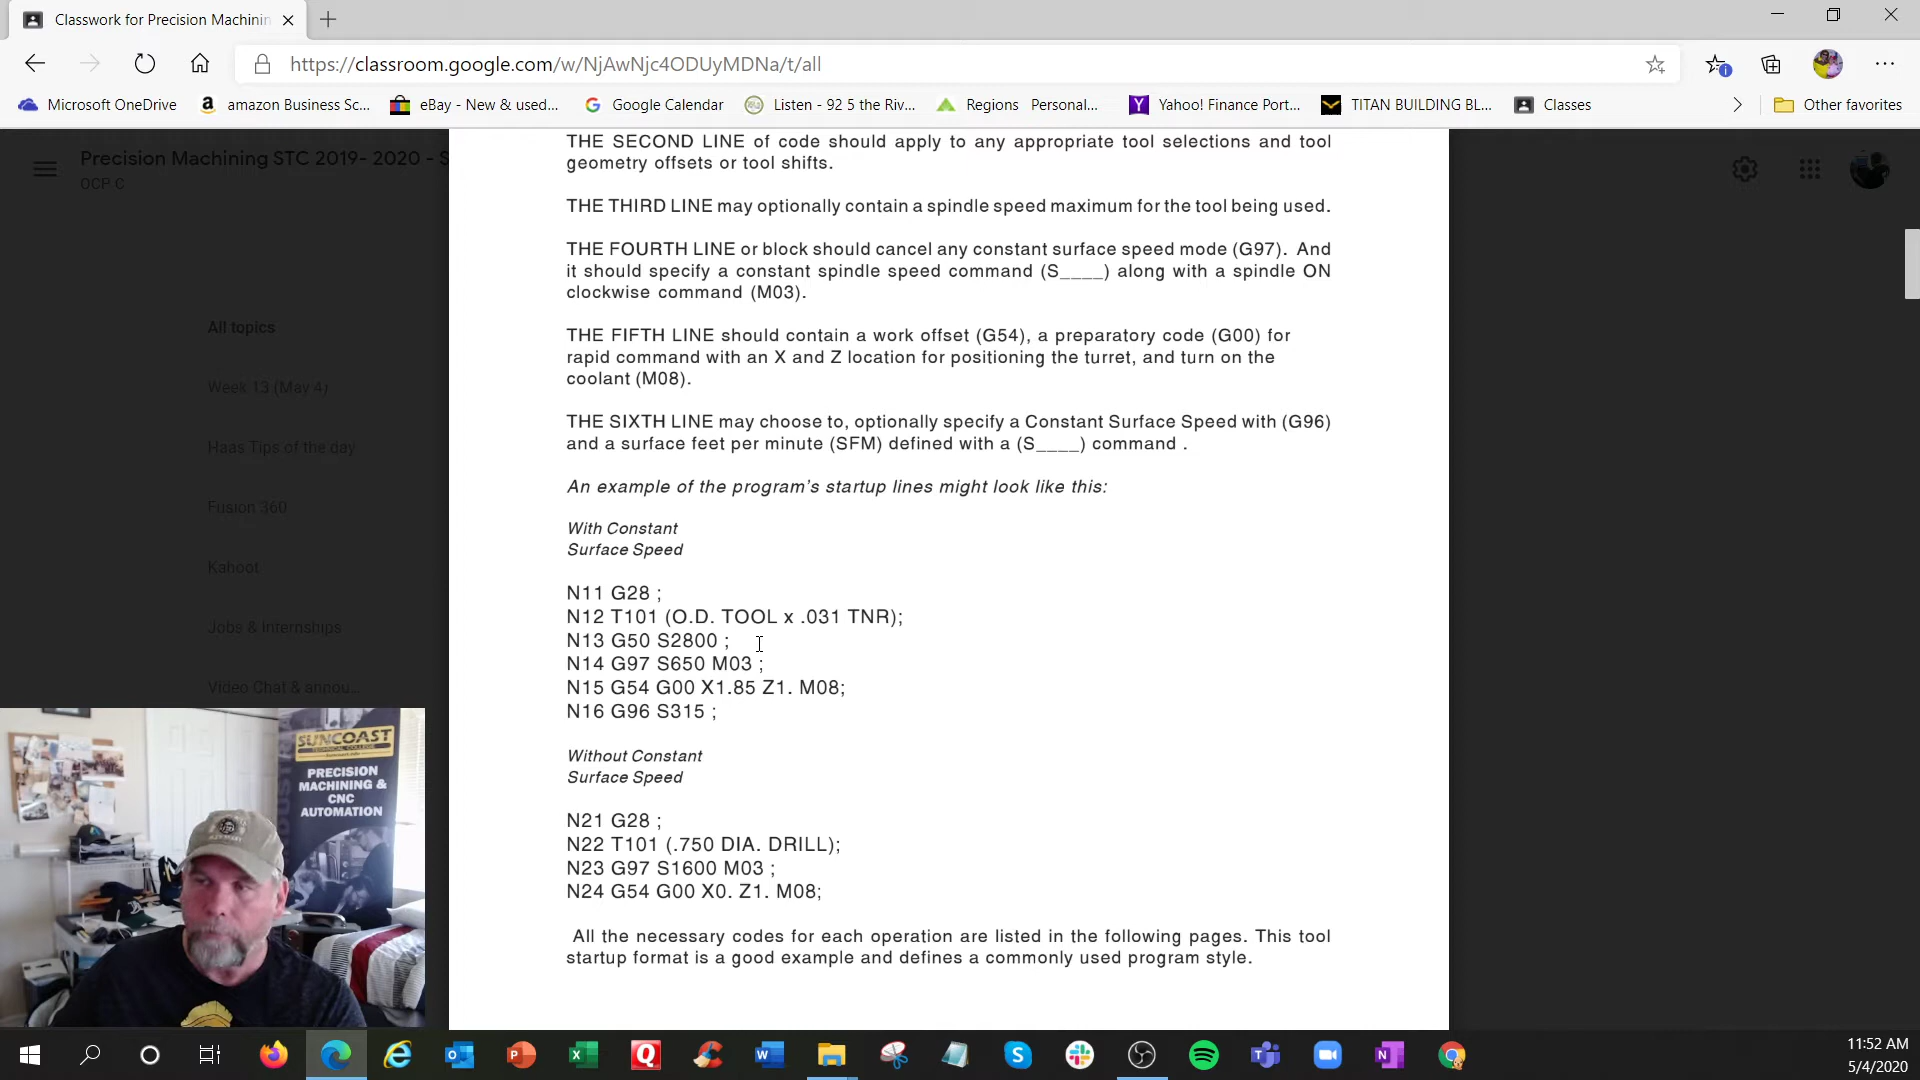 Classwork for Precision Machinin
https://classroom.google.com/w/NjAwNjc4ODUyMDNa/t/all
Microsoft OneDrive
amazon Business Sc...
eBay - New & used...
Google Calendar
Listen - 92 5 the Riv...
Regions Personal...
Yahoo! Finance Port...
TITAN BUILDING BL...
Classes
Other favorites
Precision Machining STC 2019- 2020 - S
OCP C
All topics
Week 13 (May 4)
Haas Tips of the day
Fusion 360
Kahoot
Jobs & Internships
Video Chat & annou...
THE SECOND LINE of code should apply to any appropriate tool selections and tool
geometry offsets or tool shifts.
THE THIRD LINE may optionally contain a spindle speed maximum for the tool being used.
THE FOURTH LINE or block should cancel any constant surface speed mode (G97). And
it should specify a constant spindle speed command (S____) along with a spindle ON
clockwise command (M03).
THE FIFTH LINE should contain a work offset (G54), a preparatory code (G00) for
rapid command with an X and Z location for positioning the turret, and turn on the
coolant (M08).
THE SIXTH LINE may choose to, optionally specify a Constant Surface Speed with (G96)
and a surface feet per minute (SFM) defined with a (S____) command .
An example of the program's startup lines might look like this:
With Constant
Surface Speed
N11 G28 ;
N12 T101 (O.D. TOOL x .031 TNR);
N13 G50 S2800 ;
N14 G97 S650 M03 ;
N15 G54 G00 X1.85 Z1. M08;
N16 G96 S315 ;
Without Constant
Surface Speed
N21 G28 ;
N22 T101 (.750 DIA. DRILL);
N23 G97 S1600 M03 ;
N24 G54 G00 X0. Z1. M08;
All the necessary codes for each operation are listed in the following pages. This tool
startup format is a good example and defines a commonly used program style.
SUNCOAST
PRECISION
MACHINING &
CNC
AUTOMATION
11:52 AM
5/4/2020